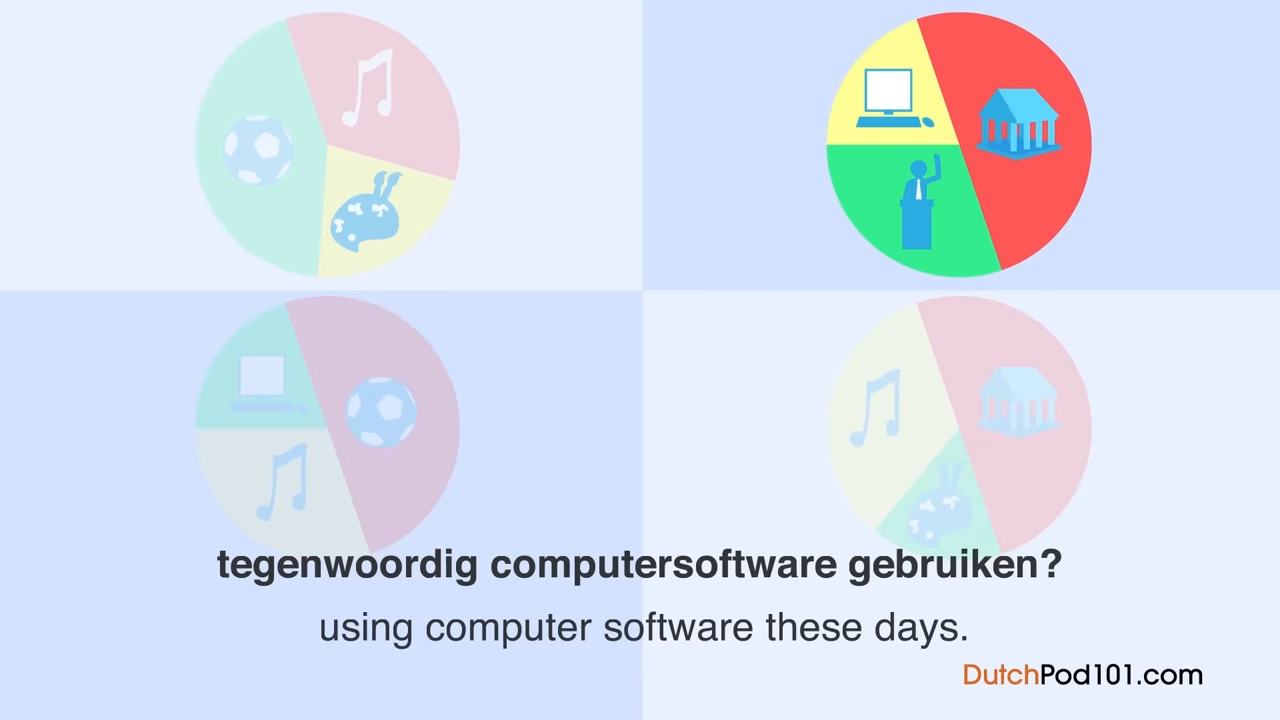 tegenwoordig computersoftware gebruiken?
using computer software these days.
DutchPod101.com